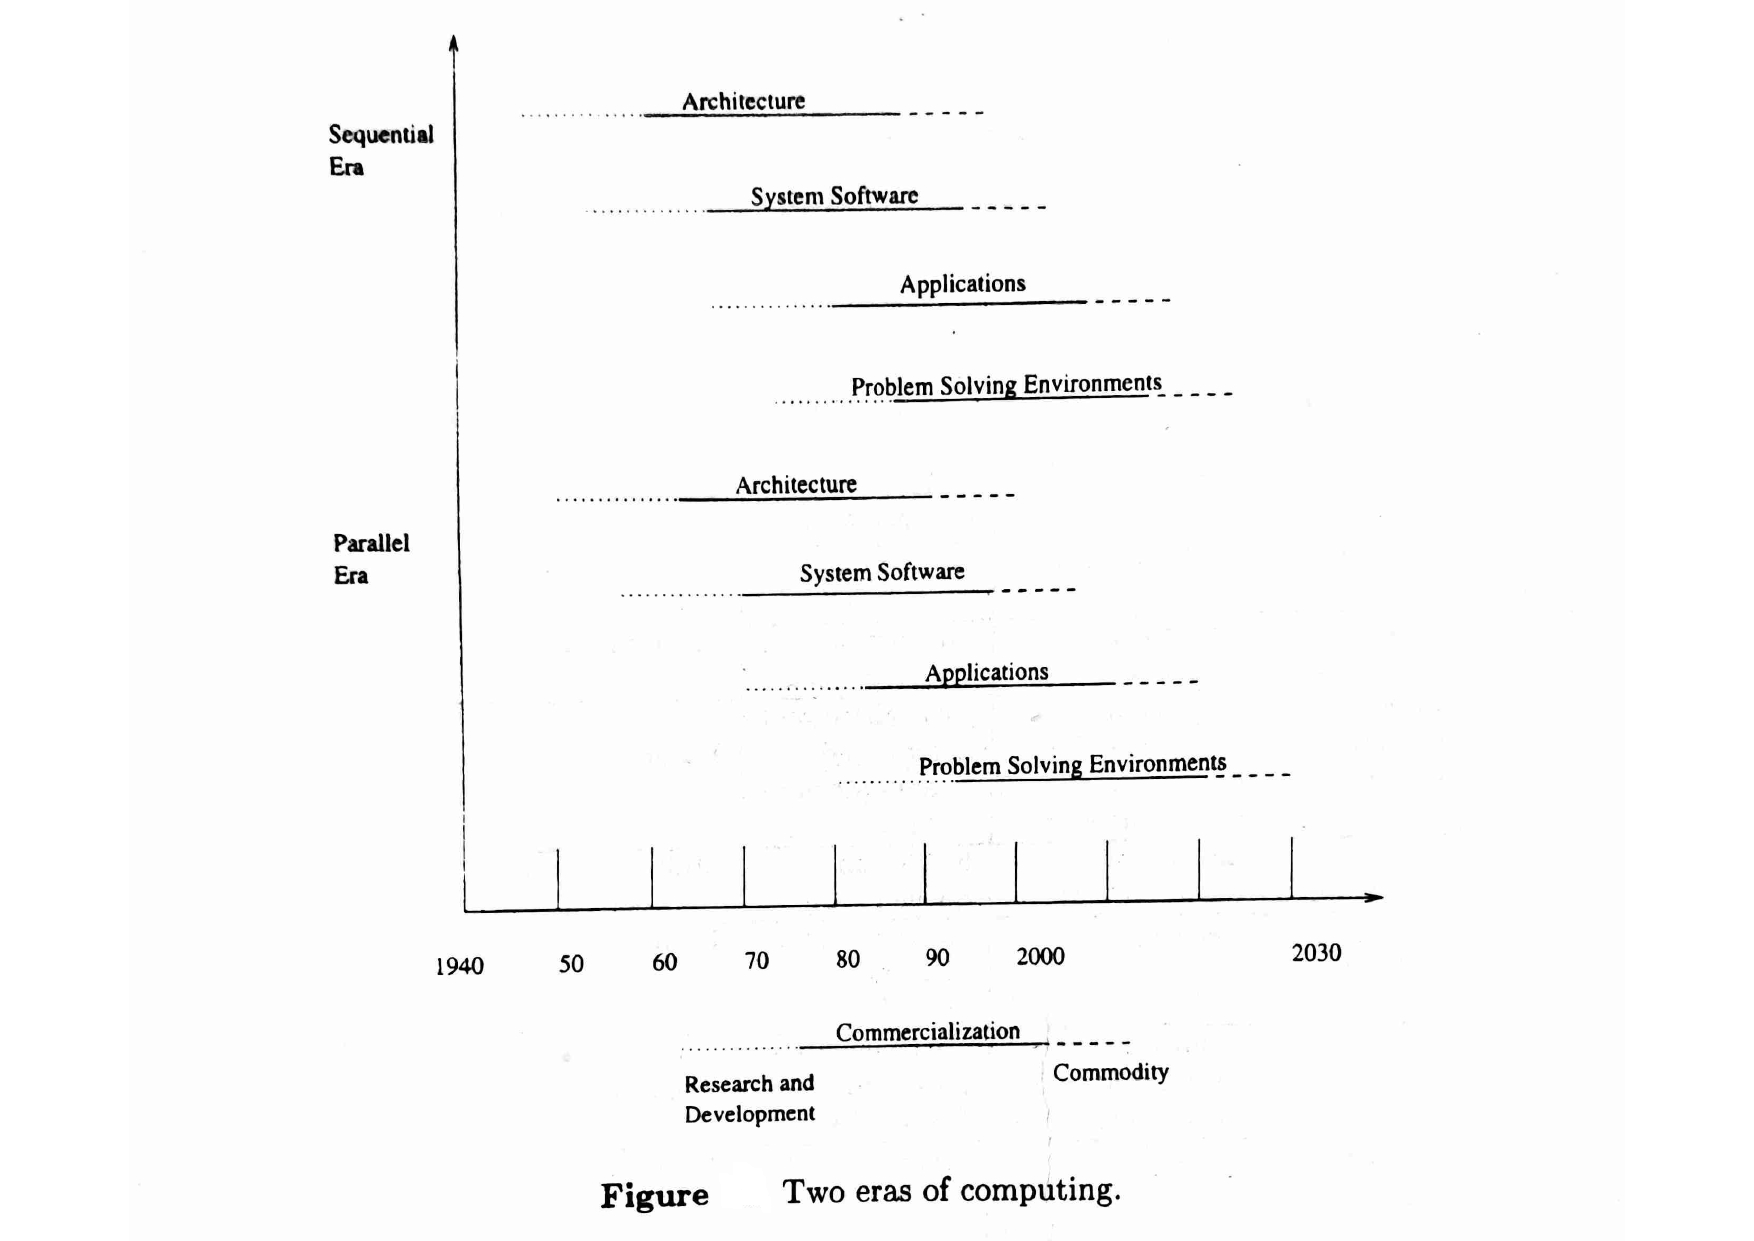 Architecture
Sequential
Era
System Software
Applications
Problem Solving Environments
Architecture
Parallel
Era
System Software
Applications
Problem Solving Environments
1940 50 60 70 80 90 2000 2030
Commercialization
Research and
Development
Commodity
Figure Two eras of computing.